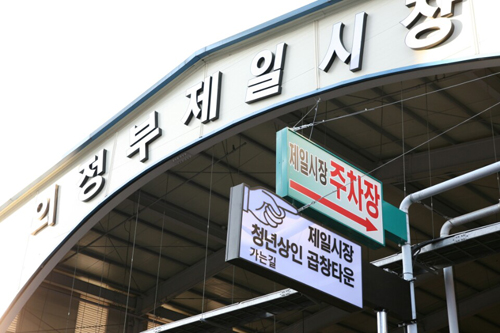 의정부제일시장
제일시장 주차장
제일시장
청년상인 곱창타운
가는길